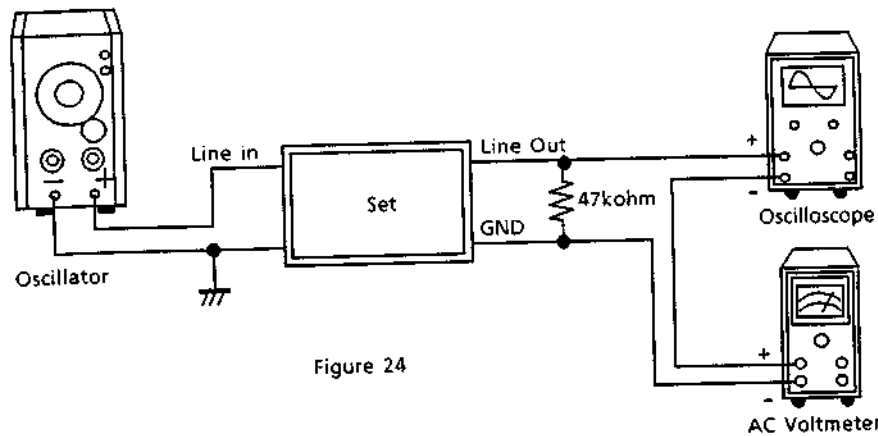 Line in
Line Out
+
Set
47kohm
GND
-
Oscilloscope
- +
Oscillator
Figure 24
+
-
AC Voltmeter